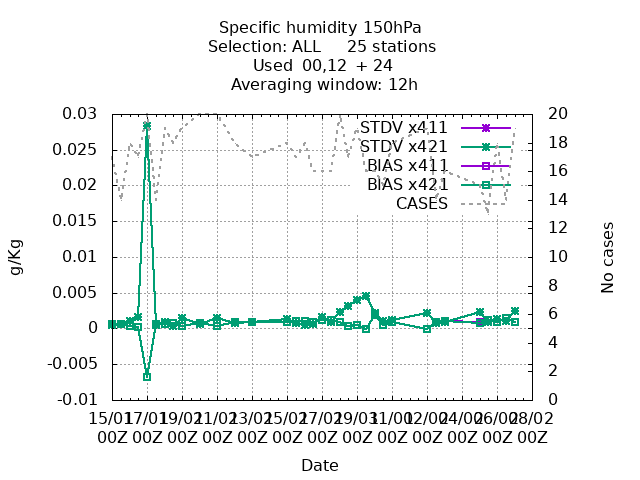 Specific humidity 150hPa
Selection: ALL 25 stations
Used 00,12 + 24
Averaging window: 12h
0.03
0.025
0.02
0.015
0.01
0.005
0
-0.005
-0.01
g/Kg
STDV x411
STDV x421
BIAS x411
BIAS x421
CASES
20
18
16
14
12
10
8
6
4
2
0
No cases
15/01 17/01 19/01 21/01 23/01 25/01 27/01 29/01 31/01 02/02 04/02 06/02 08/02
00Z 00Z 00Z 00Z 00Z 00Z 00Z 00Z 00Z 00Z 00Z 00Z 00Z
Date